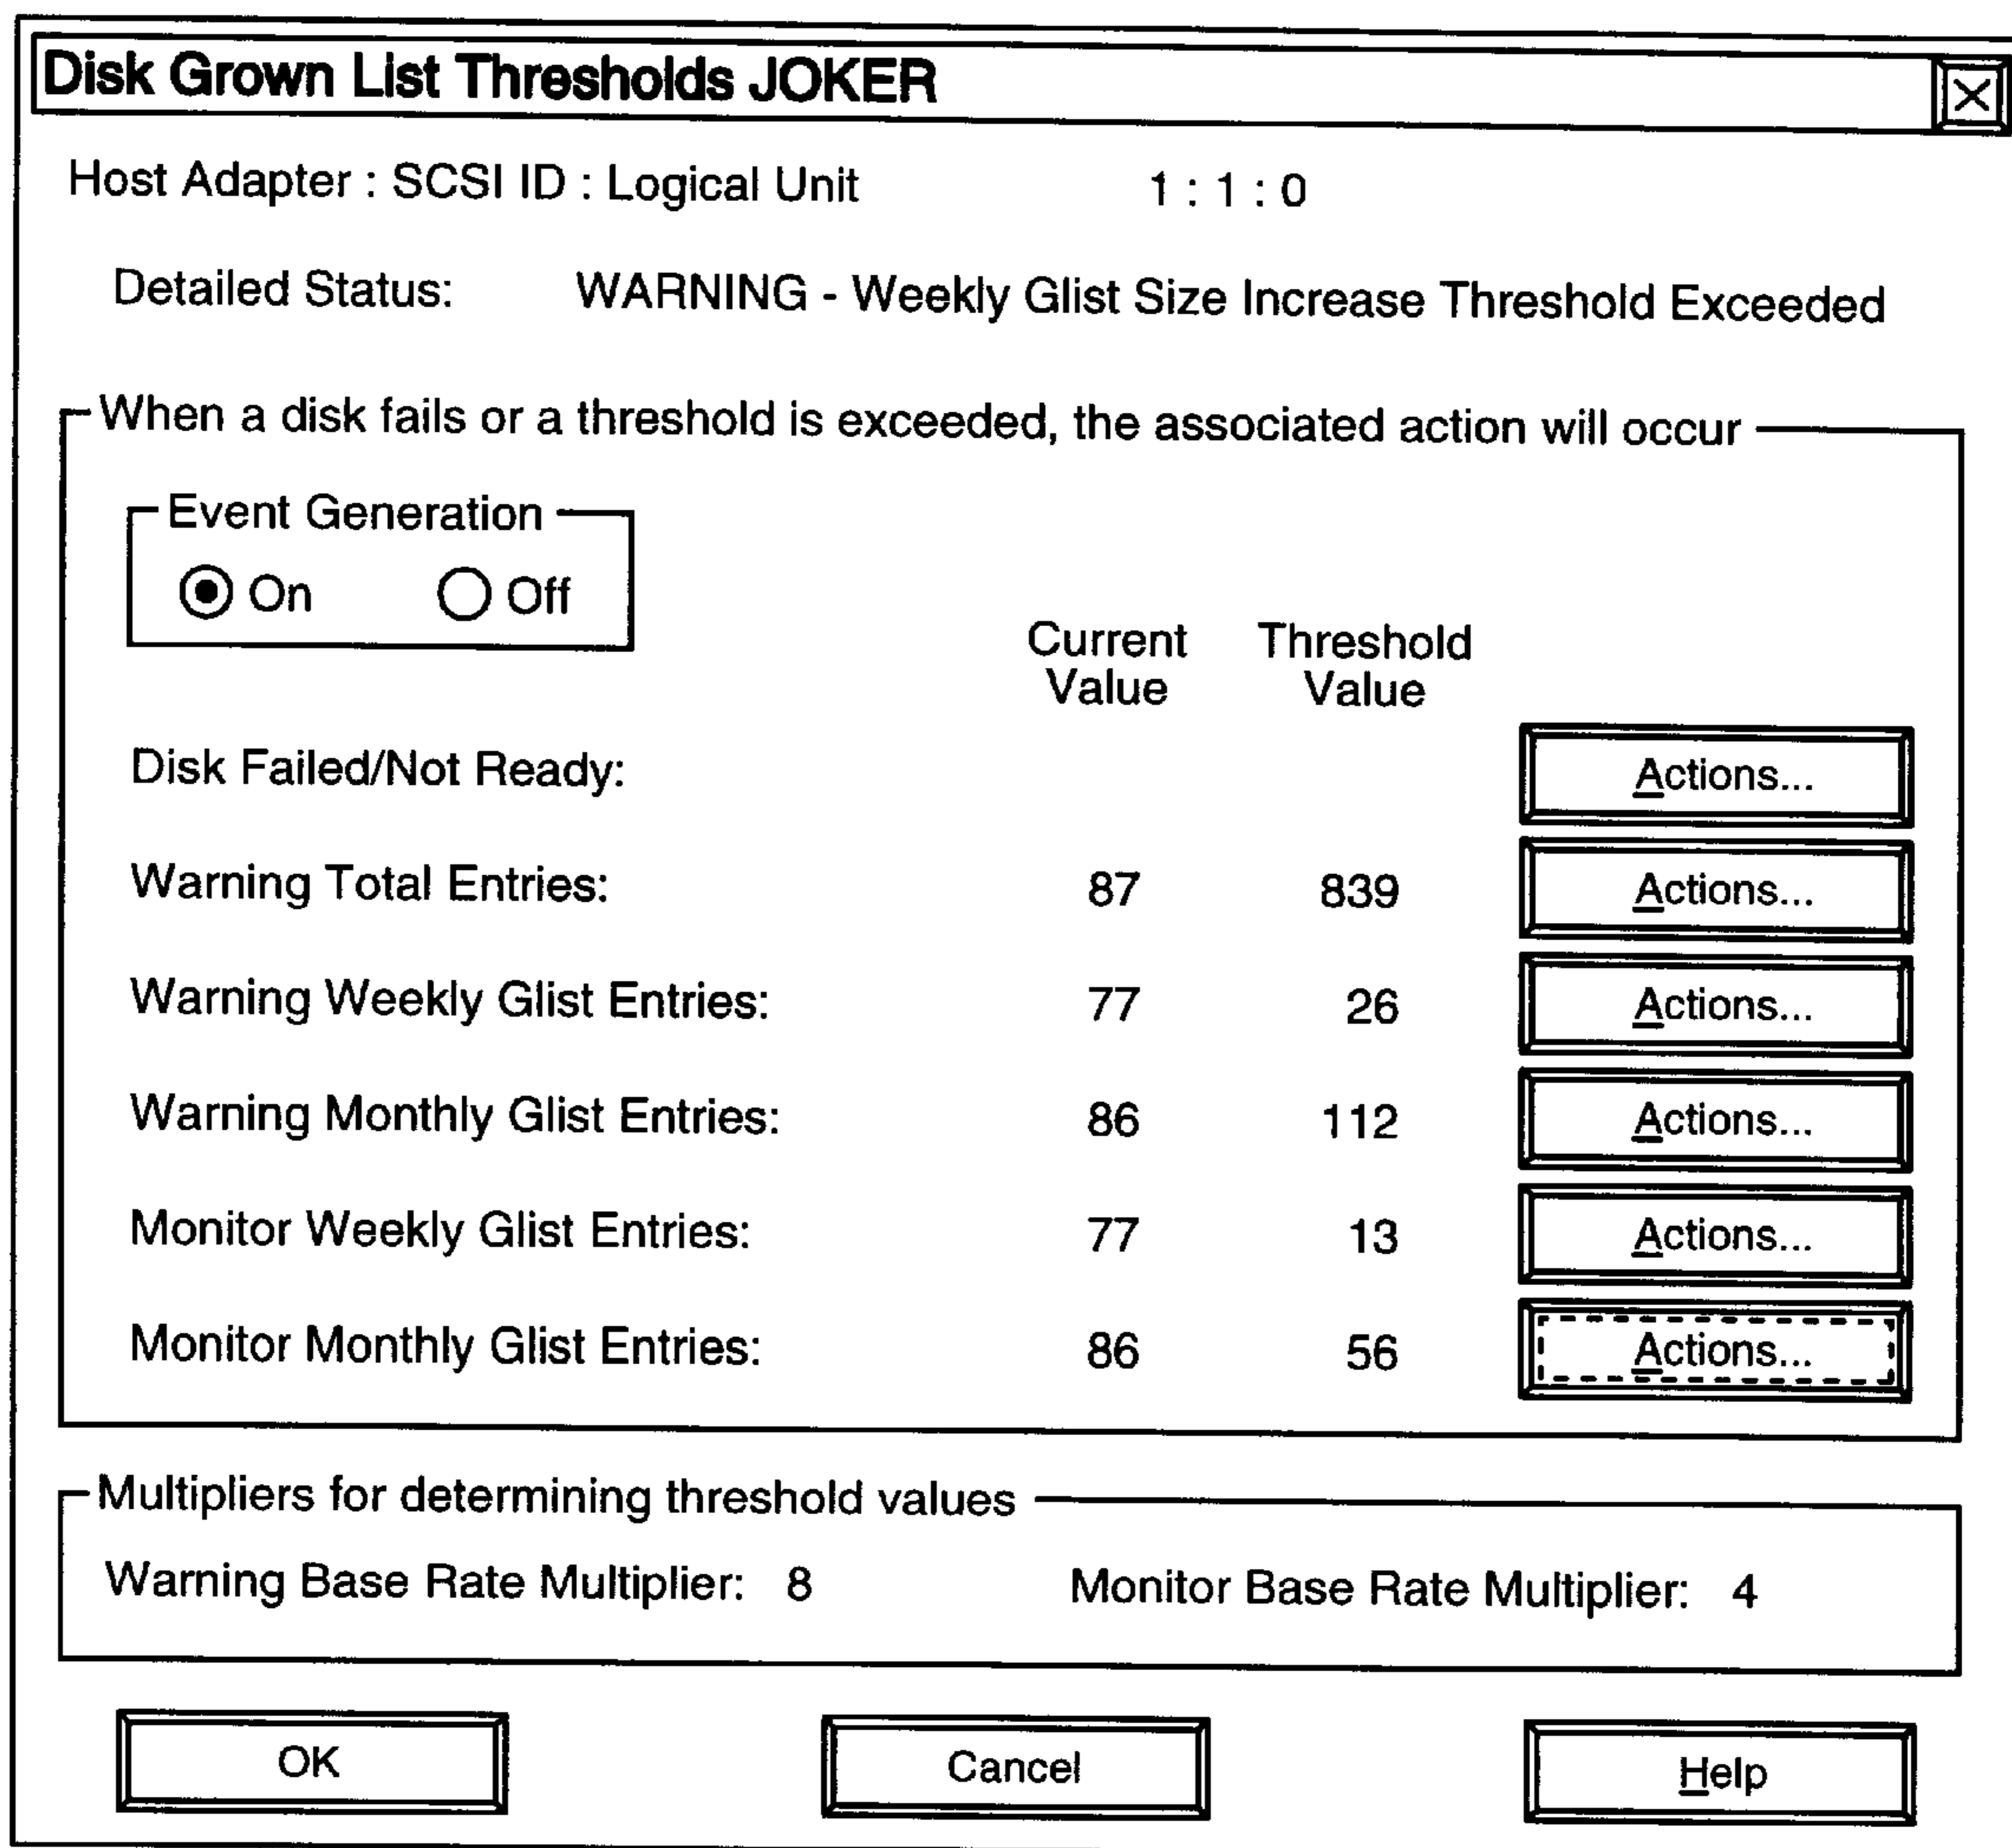 Disk Grown List Thresholds JOKER
Host Adapter : SCSI ID : Logical Unit 1 : 1 : 0
Detailed Status: WARNING - Weekly Glist Size Increase Threshold Exceeded
When a disk fails or a threshold is exceeded, the associated action will occur
Event Generation
On Off
Current Value Threshold Value
Disk Failed/Not Ready: Actions...
Warning Total Entries: 87 839 Actions...
Warning Weekly Glist Entries: 77 26 Actions...
Warning Monthly Glist Entries: 86 112 Actions...
Monitor Weekly Glist Entries: 77 13 Actions...
Monitor Monthly Glist Entries: 86 56 Actions...
Multipliers for determining threshold values
Warning Base Rate Multiplier: 8 Monitor Base Rate Multiplier: 4
OK Cancel Help